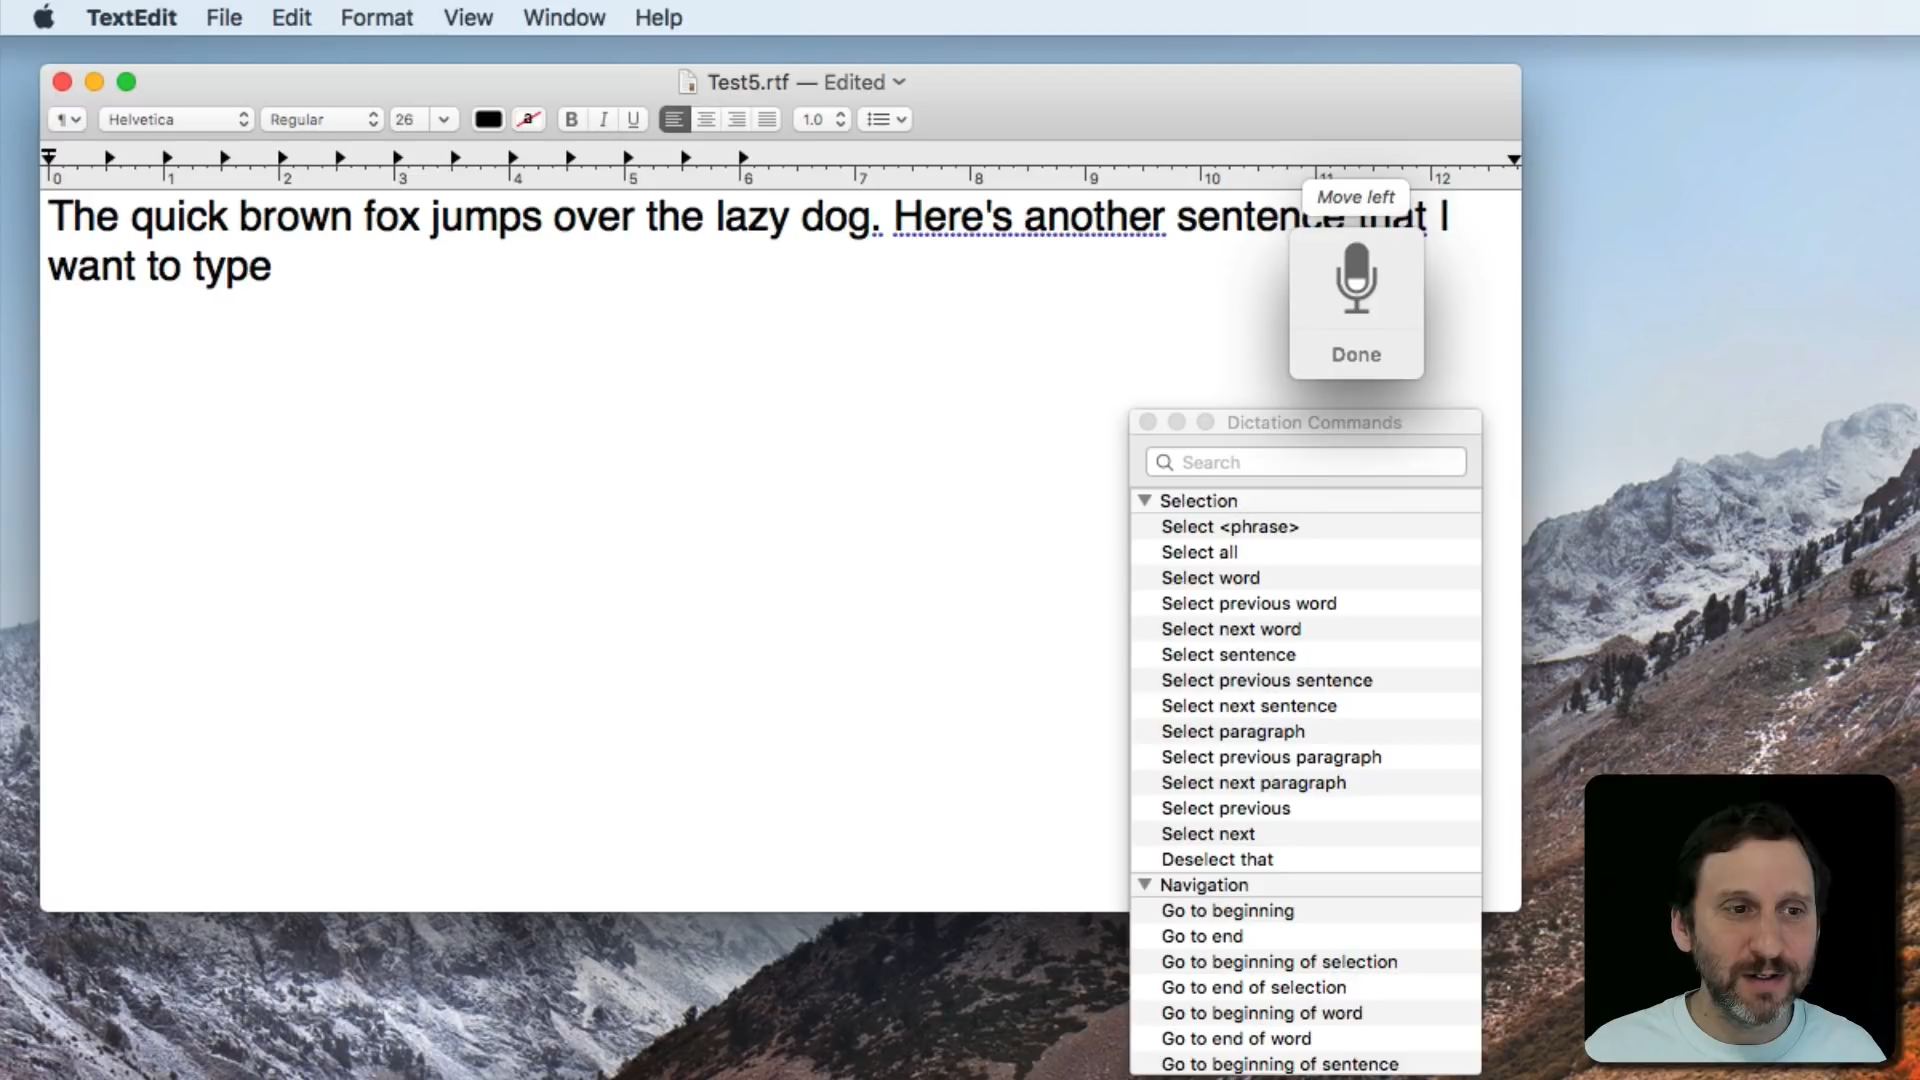 TextEdit File Edit Format View Window Help
Test5.rtf — Edited
¶ Helvetica Regular 26 a B I U 1.0
0 1 2 3 4 5 6 7 8 9 10 11 12
Move left
The quick brown fox jumps over the lazy dog. Here's another sentence that I
want to type
Done
Dictation Commands
Search
Selection
Select <phrase>
Select all
Select word
Select previous word
Select next word
Select sentence
Select previous sentence
Select next sentence
Select paragraph
Select previous paragraph
Select next paragraph
Select previous
Select next
Deselect that
Navigation
Go to beginning
Go to end
Go to beginning of selection
Go to end of selection
Go to beginning of word
Go to end of word
Go to beginning of sentence